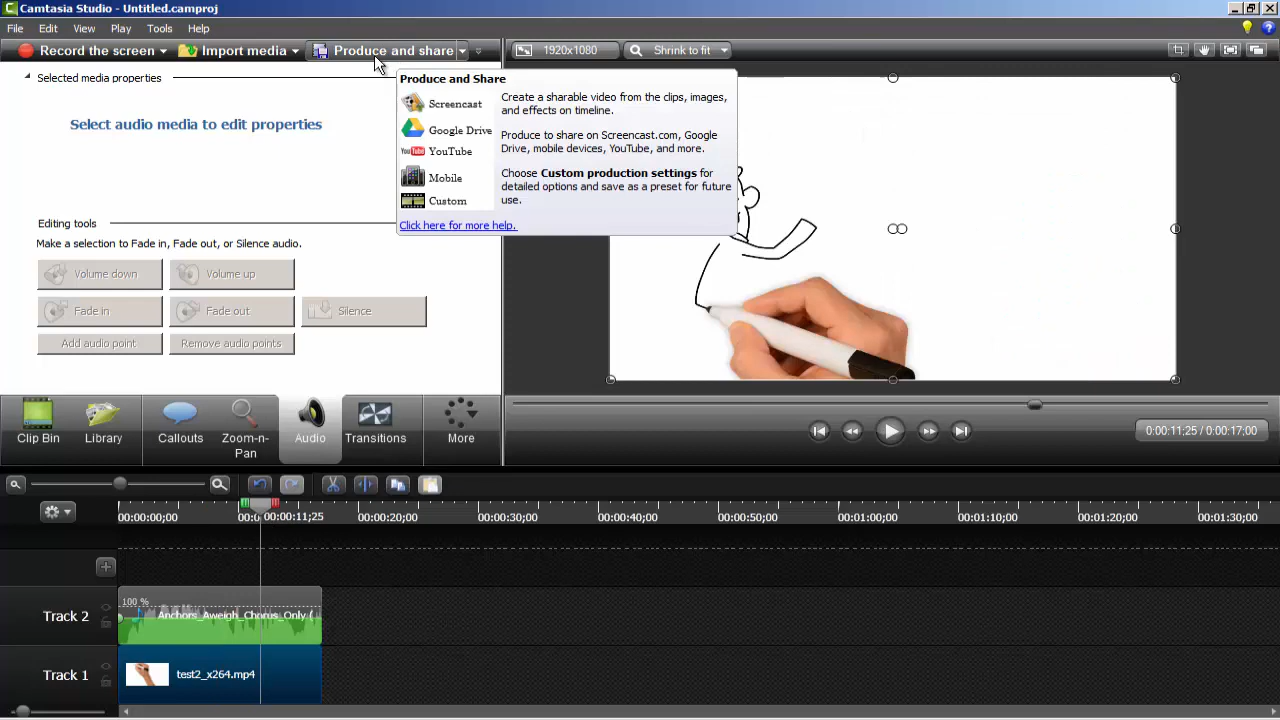 Camtasia Studio - Untitled.camproj
File Edit View Play Tools Help
Record the screen Import media Produce and share 1920x1080 Shrink to fit
Selected media properties
Select audio media to edit properties
Produce and Share
Screencast
Google Drive
YouTube
Mobile
Custom
Create a sharable video from the clips, images,
and effects on timeline.
Produce to share on Screencast.com, Google
Drive, mobile devices, YouTube, and more.
Choose Custom production settings for
detailed options and save as a preset for future
use.
Click here for more help.
Editing tools
Make a selection to Fade in, Fade out, or Silence audio.
Volume down Volume up
Fade in Fade out Silence
Add audio point Remove audio points
Clip Bin Library Callouts Zoom-n-Pan Audio Transitions More
0:00:11;25 / 0:00:17;00
00:00:00;00 00:0 00:00:11;25 00:00:20;00 00:00:30;00 00:00:40;00 00:00:50;00 00:01:00;00 00:01:10;00 00:01:20;00 00:01:30;00
100 %
Track 2 Anchors_Aweigh_Chorus_Only (
Track 1 test2_x264.mp4